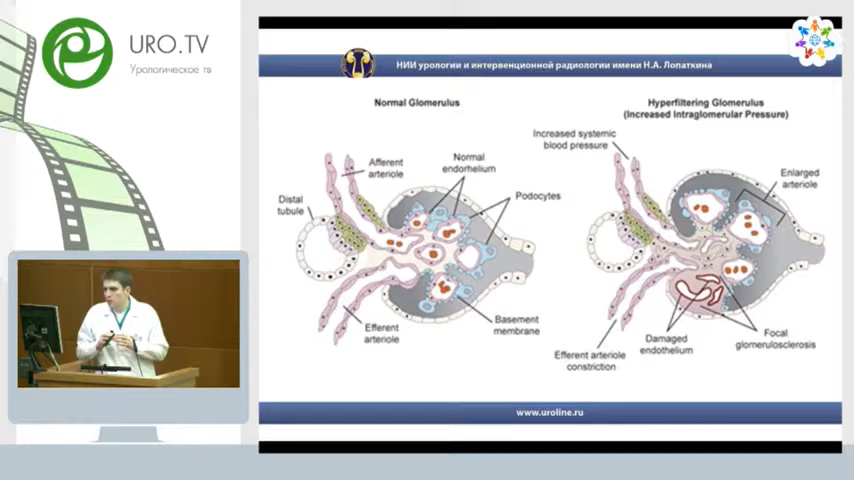 URO.TV
Урологическое тв
НИИ урологии и интервенционной радиологии имени Н.А. Лопаткина
Normal Glomerulus
Hyperfiltering Glomerulus
(Increased Intraglomerular Pressure)
Afferent
arteriole
Normal
endorhelium
Podocytes
Distal
tubule
Efferent
arteriole
Basement
membrane
Increased systemic
blood pressure
Enlarged
arteriole
Efferent arteriole
constriction
Damaged
endothelium
Focal
glomerulosclerosis
www.uroline.ru